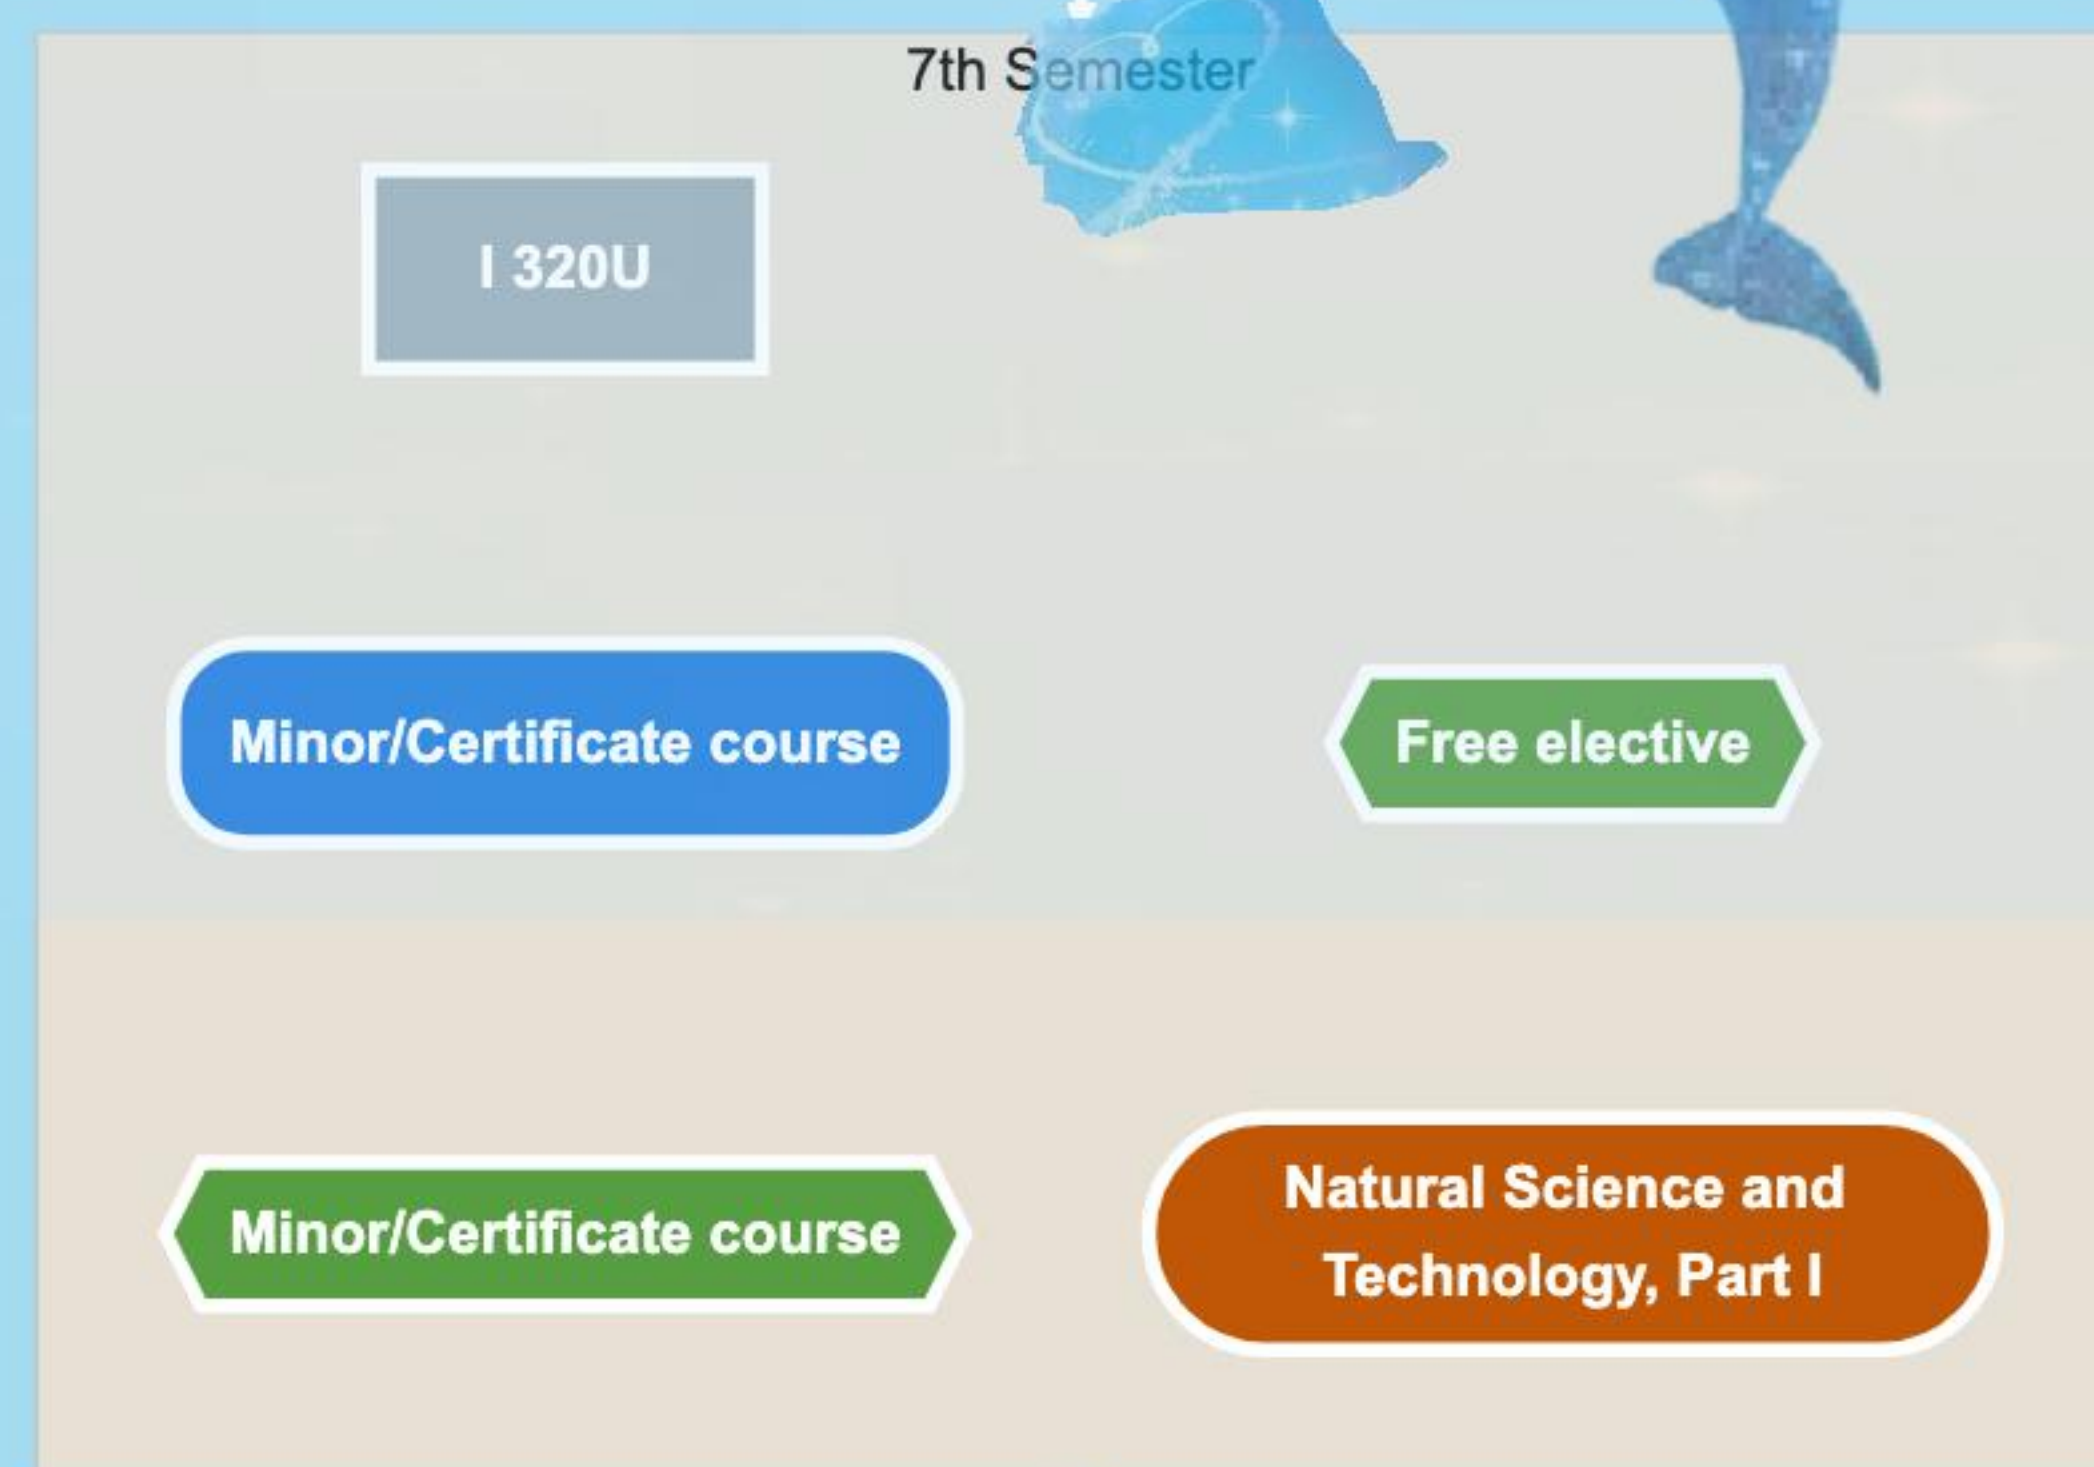 7th Semester
I 320U
Minor/Certificate course
Free elective
Minor/Certificate course
Natural Science and
Technology, Part I